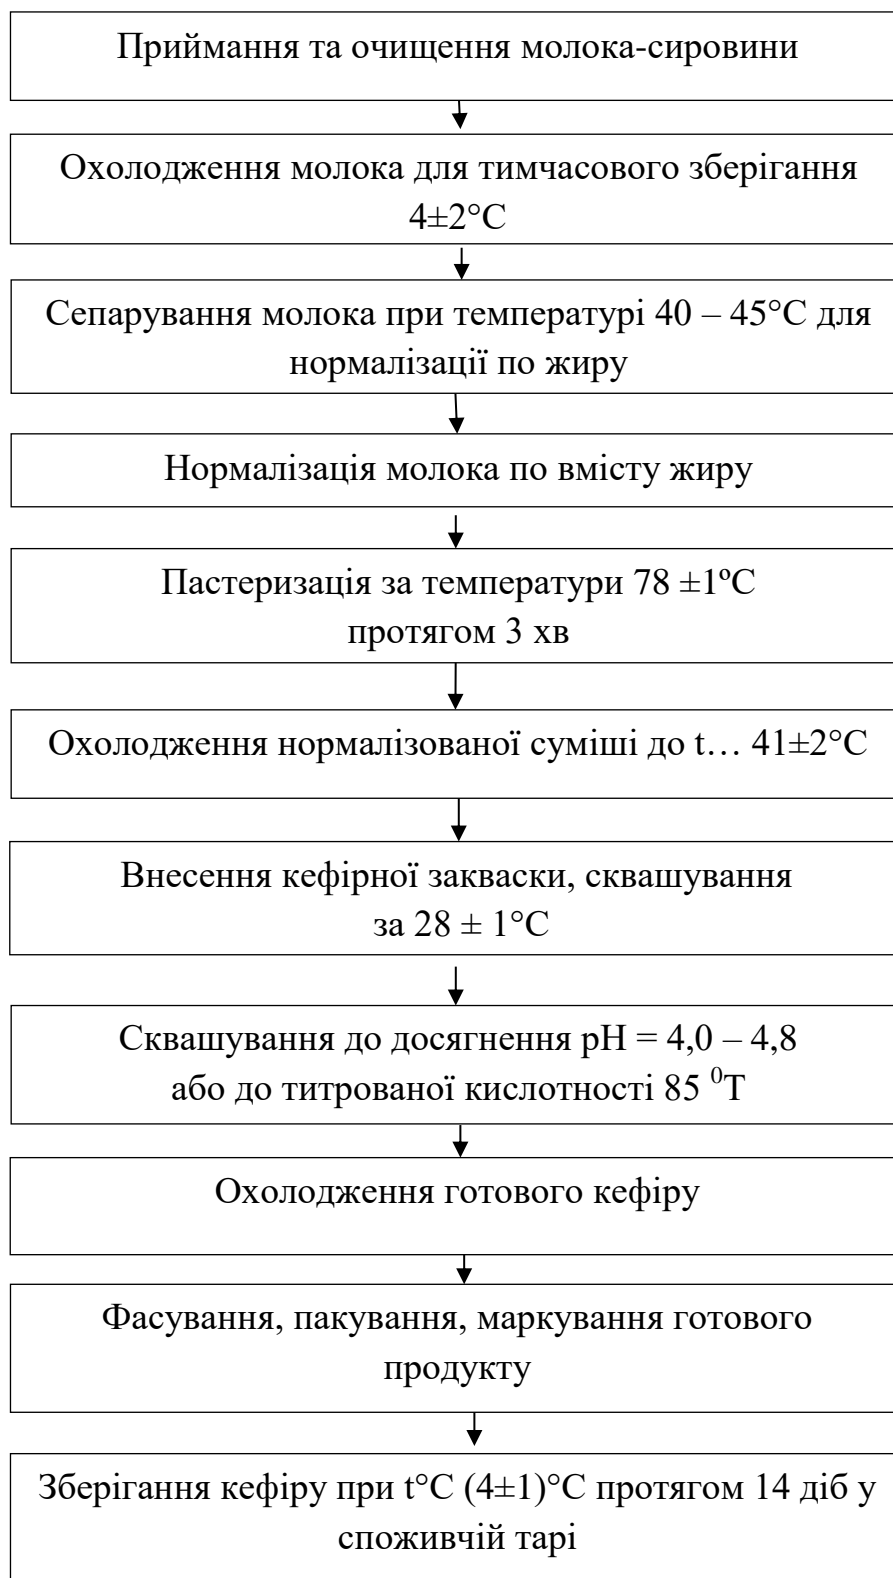 Приймання та очищення молока-сировини
Охолодження молока для тимчасового зберігання
4±2°С
Сепарування молока при температурі 40 – 45°С для
нормалізації по жиру
Нормалізація молока по вмісту жиру
Пастеризація за температури 78 ±1ºС
протягом 3 хв
Охолодження нормалізованої суміші до t… 41±2°С
Внесення кефірної закваски, сквашування
за 28 ± 1°С
Сквашування до досягнення рН = 4,0 – 4,8
або до титрованої кислотності 85 ⁰Т
Охолодження готового кефіру
Фасування, пакування, маркування готового
продукту
Зберігання кефіру при t°С (4±1)°С протягом 14 діб у
споживчій тарі